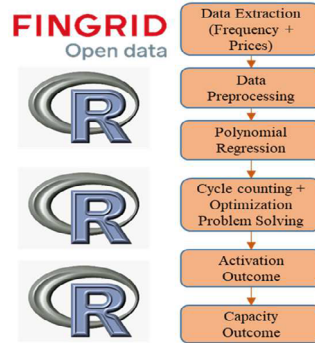 FINGRID
Open data
R
R
R
Data Extraction
(Frequency +
Prices)
Data
Preprocessing
Polynomial
Regression
Cycle counting +
Optimization
Problem Solving
Activation
Outcome
Capacity
Outcome